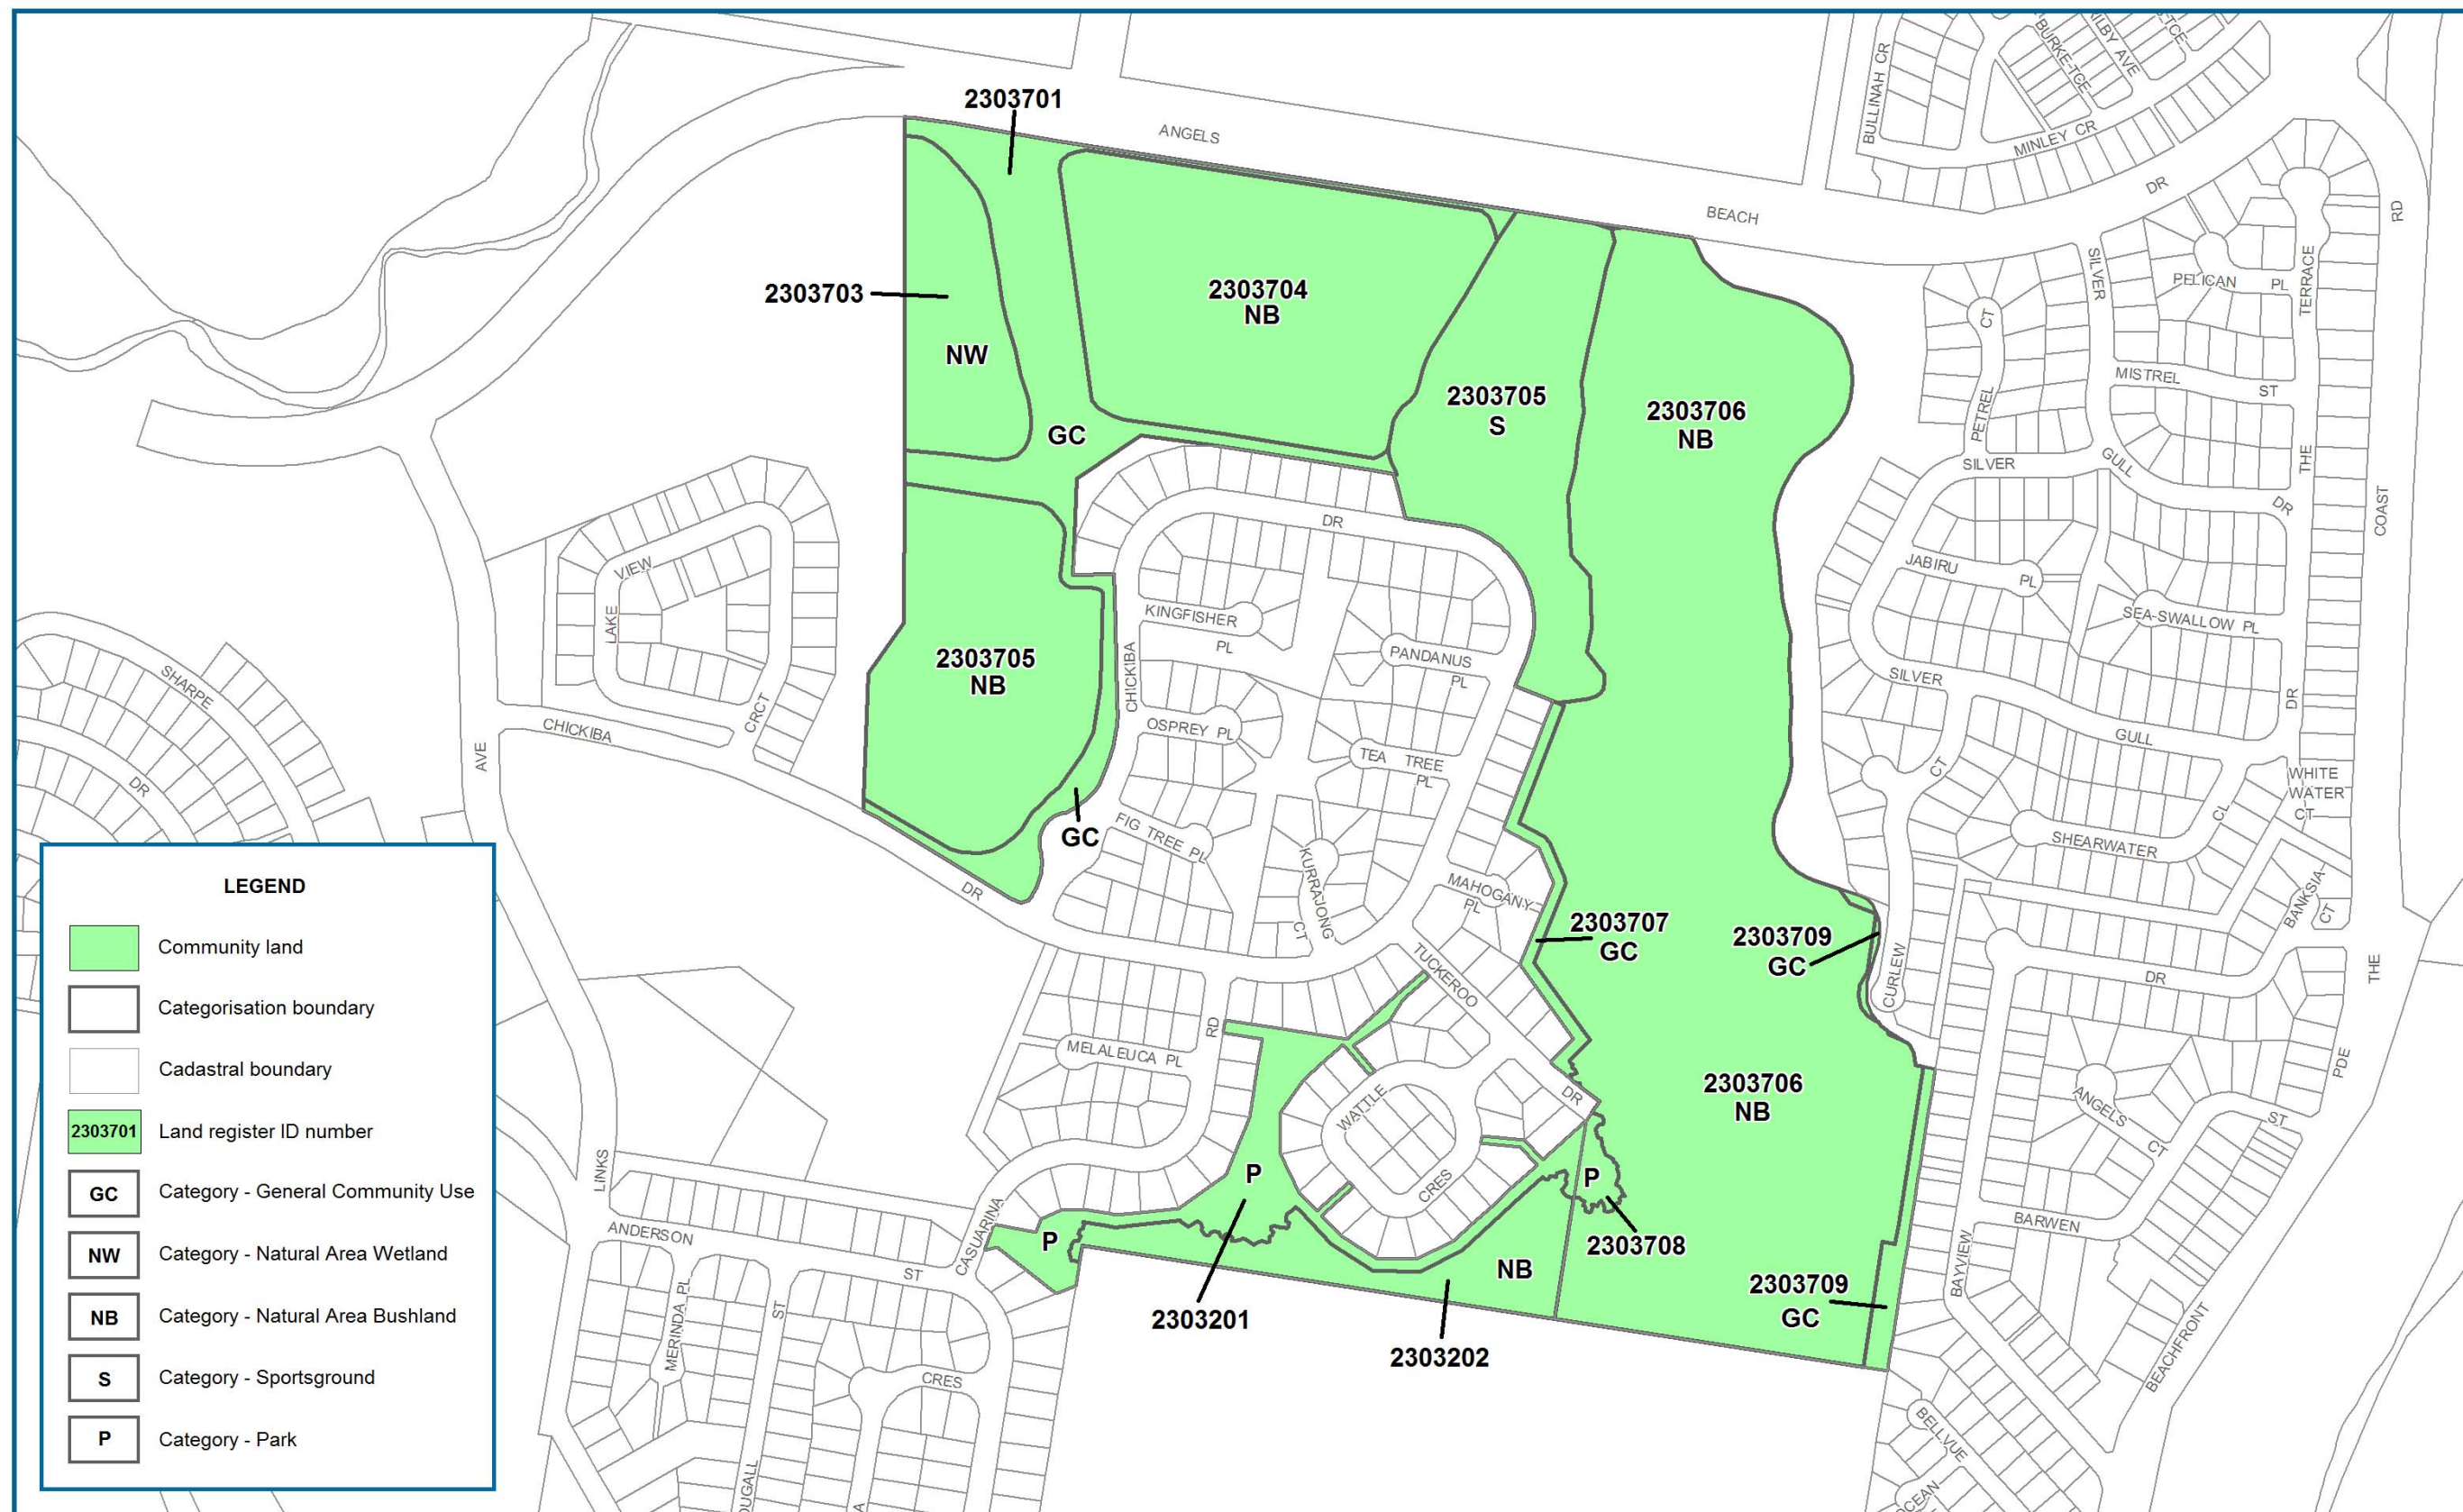 2303701
ANGELS
BEACH
DR
BULLINAH CR
BURKE-TCE
MINLEY CR
RD
2303703
NW
2303704
NB
2303705
S
2303706
NB
GC
SILVER
PELICAN
PL
TERRACE
CT
PETREL
MISTREL
ST
THE
SILVER
GULL
DR
COAST
JABIRU
PL
SEA-SWALLOW PL
SILVER
GULL
DR
CT
WHITE
WATER
CT
CL
SHEARWATER
BANKSIA
CT
DR
THE
PDE
VIEW
LAKE
CRCT
CHICKIBA
AVE
SHARPE
DR
DR
KINGFISHER
PL
PANDANUS
PL
CHICKIBA
2303705
NB
OSPREY PL
TEA TREE
PL
GC
FIG TREE PL
KURRAJONG
CT
MAHOGANY
PL
DR
2303707
GC
2303709
GC
CURLEW
TUCKEROO
RD
MELALEUCA PL
WATTLE
DR
CRES
2303706
NB
ANGELS
CT
ST
P
P
P
2303708
NB
2303201
2303202
2303709
GC
BARWEN
BAYVIEW
BEACHFRONT
BELLVUE
LINKS
ANDERSON
ST
CASUARINA
MERINDA PL
ST
CRES
LEGEND
Community land
Categorisation boundary
Cadastral boundary
2303701 Land register ID number
GC Category - General Community Use
NW Category - Natural Area Wetland
NB Category - Natural Area Bushland
S Category - Sportsground
P Category - Park